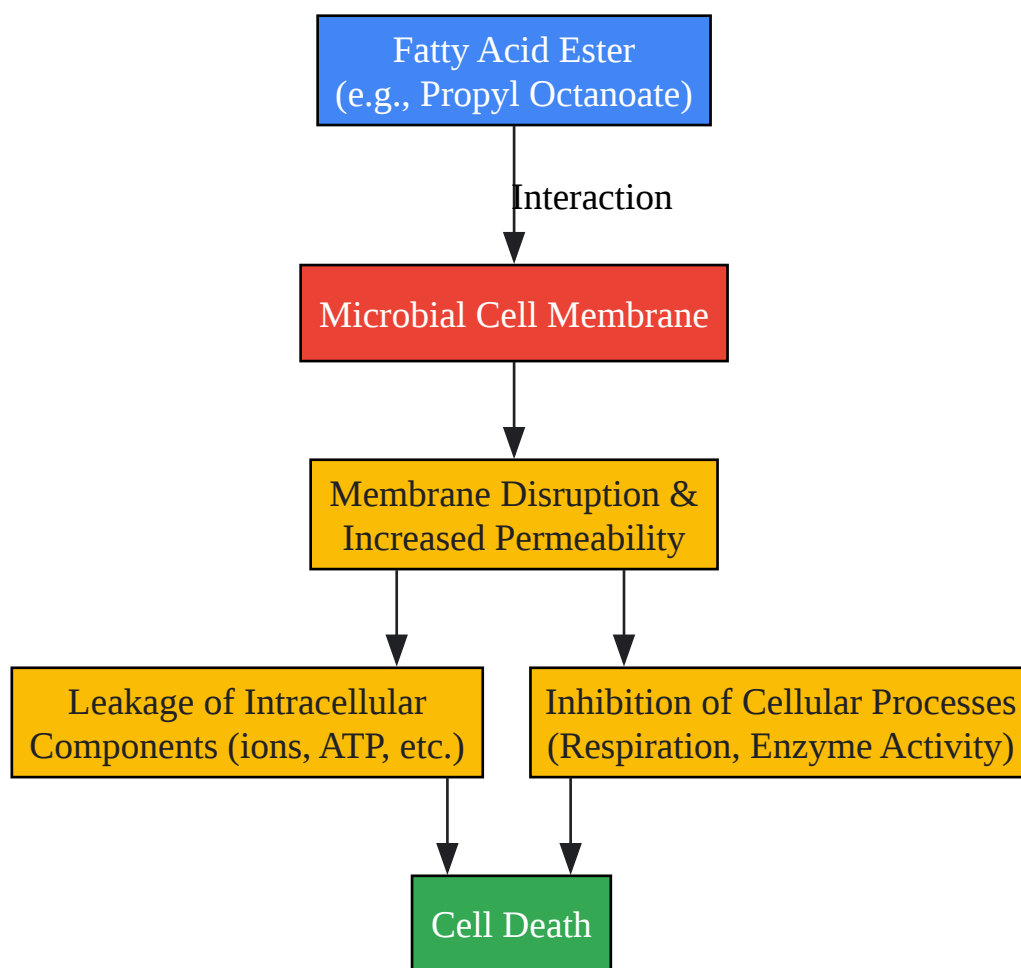 Fatty Acid Ester
(e.g., Propyl Octanoate)
Interaction
Microbial Cell Membrane
Membrane Disruption &
Increased Permeability
Leakage of Intracellular
Components (ions, ATP, etc.)
Inhibition of Cellular Processes
(Respiration, Enzyme Activity)
Cell Death